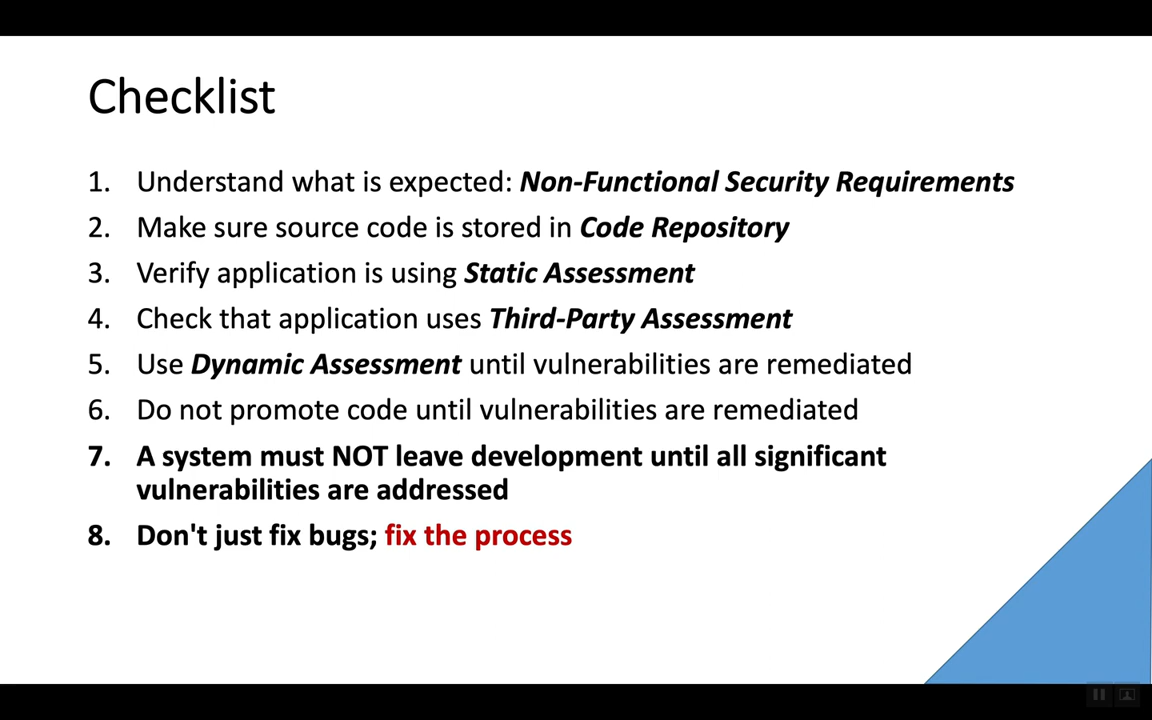 Checklist
1. Understand what is expected: Non-Functional Security Requirements
2. Make sure source code is stored in Code Repository
3. Verify application is using Static Assessment
4. Check that application uses Third-Party Assessment
5. Use Dynamic Assessment until vulnerabilities are remediated
6. Do not promote code until vulnerabilities are remediated
7. A system must NOT leave development until all significant
vulnerabilities are addressed
8. Don't just fix bugs; fix the process